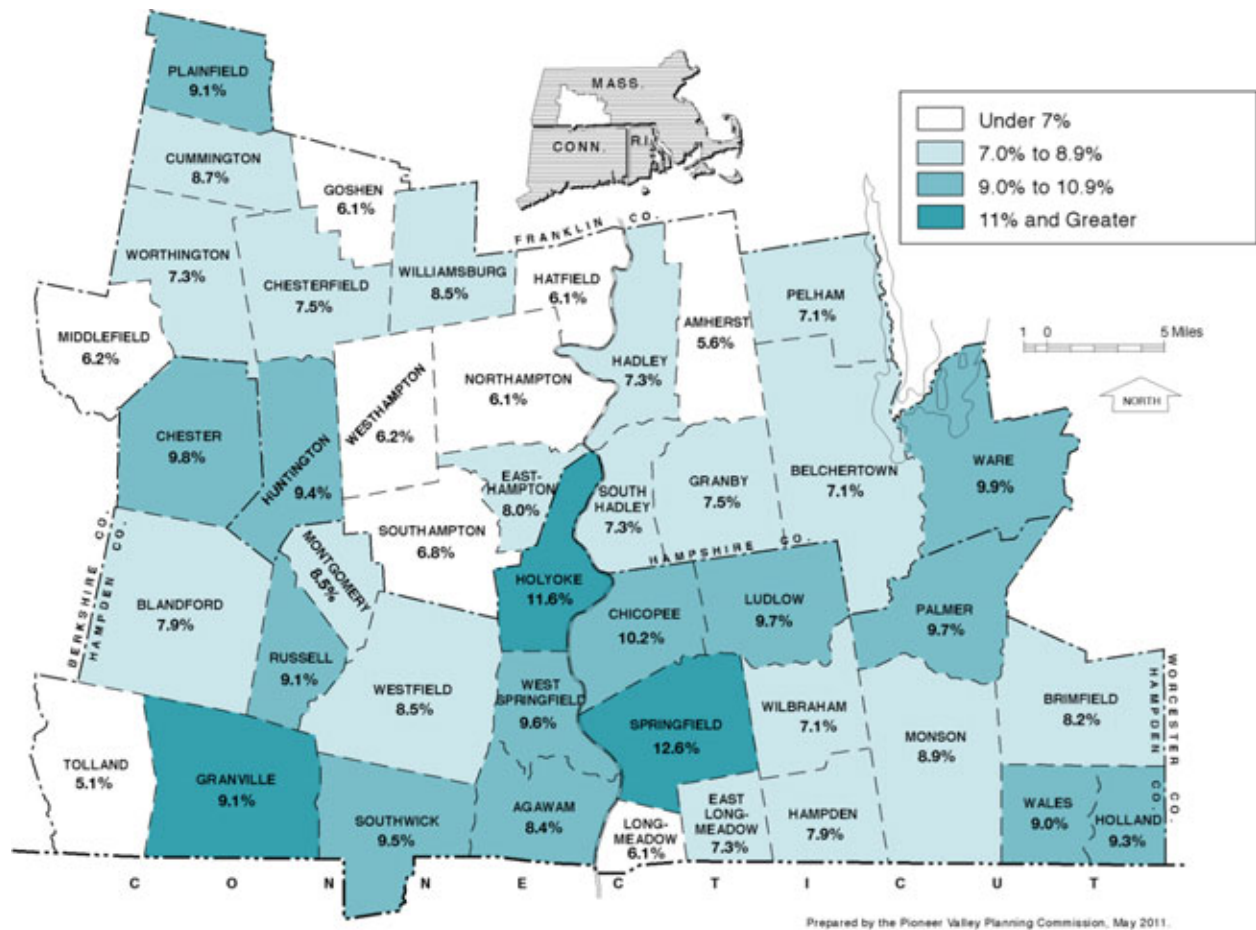 PLAINFIELD
9.1%
CUMMINGTON
8.7%
GOSHEN
6.1%
WORTHINGTON
7.3%
CHESTERFIELD
7.5%
WILLIAMSBURG
8.5%
MIDDLEFIELD
6.2%
MASS.
CONN.
R.I.
Under 7%
7.0% to 8.9%
9.0% to 10.9%
11% and Greater
FRANKLIN CO.
HATFIELD
6.1%
HADLEY
7.3%
AMHERST
5.6%
PELHAM
7.1%
1 0 5 Miles
NORTH
CHESTER
9.8%
HUNTINGTON
9.4%
WESTHAMPTON
6.2%
NORTHAMPTON
6.1%
EAST-
HAMPTON
8.0%
SOUTH
HADLEY
7.3%
GRANBY
7.5%
BELCHERTOWN
7.1%
WARE
9.9%
SOUTHAMPTON
6.8%
MONTGOMERY
8.5%
HAMPSHIRE CO.
BERKSHIRE CO.
HAMPDEN CO.
BLANDFORD
7.9%
HOLYOKE
11.6%
CHICOPEE
10.2%
LUDLOW
9.7%
PALMER
9.7%
RUSSELL
9.1%
WESTFIELD
8.5%
WEST
SPRINGFIELD
9.6%
SPRINGFIELD
12.6%
WILBRAHAM
7.1%
MONSON
8.9%
BRIMFIELD
8.2%
WORCESTER CO.
HAMPDEN CO.
TOLLAND
5.1%
GRANVILLE
9.1%
SOUTHWICK
9.5%
AGAWAM
8.4%
LONG-
MEADOW
6.1%
EAST
LONG-
MEADOW
7.3%
HAMPDEN
7.9%
WALES
9.0%
HOLLAND
9.3%
CONNECTICUT
Prepared by the Pioneer Valley Planning Commission, May 2011.